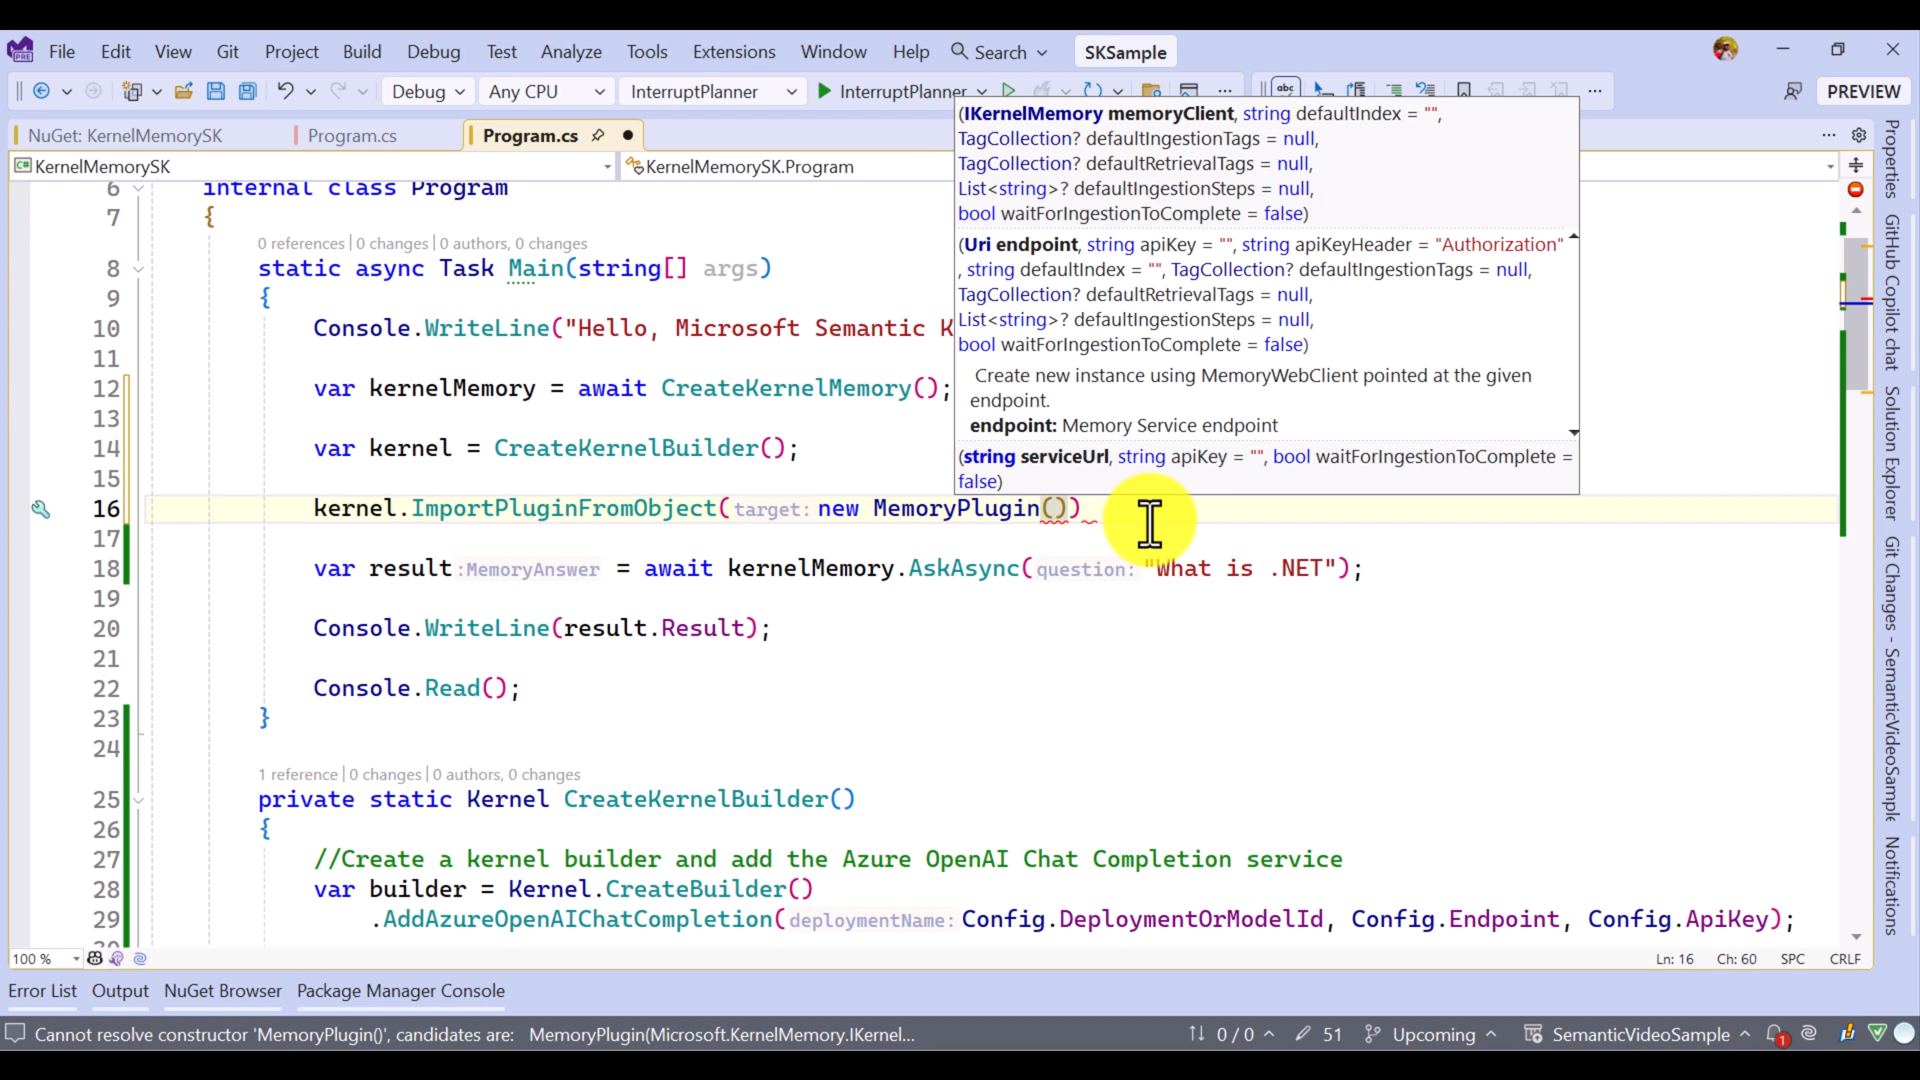 File Edit View Git Project Build Debug Test Analyze Tools Extensions Window Help Search SKSample
Debug Any CPU InterruptPlanner InterruptPlanner PREVIEW
NuGet: KernelMemorySK Program.cs Program.cs
KernelMemorySK KernelMemorySK.Program
(IKernelMemory memoryClient, string defaultIndex = "",
TagCollection? defaultIngestionTags = null,
TagCollection? defaultRetrievalTags = null,
List<string>? defaultIngestionSteps = null,
bool waitForIngestionToComplete = false)
(Uri endpoint, string apiKey = "", string apiKeyHeader = "Authorization"
, string defaultIndex = "", TagCollection? defaultIngestionTags = null,
TagCollection? defaultRetrievalTags = null,
List<string>? defaultIngestionSteps = null,
bool waitForIngestionToComplete = false)
Create new instance using MemoryWebClient pointed at the given
endpoint.
endpoint: Memory Service endpoint
(string serviceUrl, string apiKey = "", bool waitForIngestionToComplete =
false)
6 internal class Program
7 {
0 references | 0 changes | 0 authors, 0 changes
8 static async Task Main(string[] args)
9 {
10 Console.WriteLine("Hello, Microsoft Semantic K
11
12 var kernelMemory = await CreateKernelMemory();
13
14 var kernel = CreateKernelBuilder();
15
16 kernel.ImportPluginFromObject(target: new MemoryPlugin())
17
18 var result:MemoryAnswer = await kernelMemory.AskAsync(question: "What is .NET");
19
20 Console.WriteLine(result.Result);
21
22 Console.Read();
23 }
24
1 reference | 0 changes | 0 authors, 0 changes
25 private static Kernel CreateKernelBuilder()
26 {
27 //Create a kernel builder and add the Azure OpenAI Chat Completion service
28 var builder = Kernel.CreateBuilder()
29 .AddAzureOpenAIChatCompletion(deploymentName: Config.DeploymentOrModelId, Config.Endpoint, Config.ApiKey);
100 % Ln: 16 Ch: 60 SPC CRLF
Error List Output NuGet Browser Package Manager Console
Cannot resolve constructor 'MemoryPlugin()', candidates are: MemoryPlugin(Microsoft.KernelMemory.IKernel... 0 / 0 51 Upcoming SemanticVideoSample 1
Properties
GitHub Copilot chat
Solution Explorer
Git Changes - SemanticVideoSample
Notifications